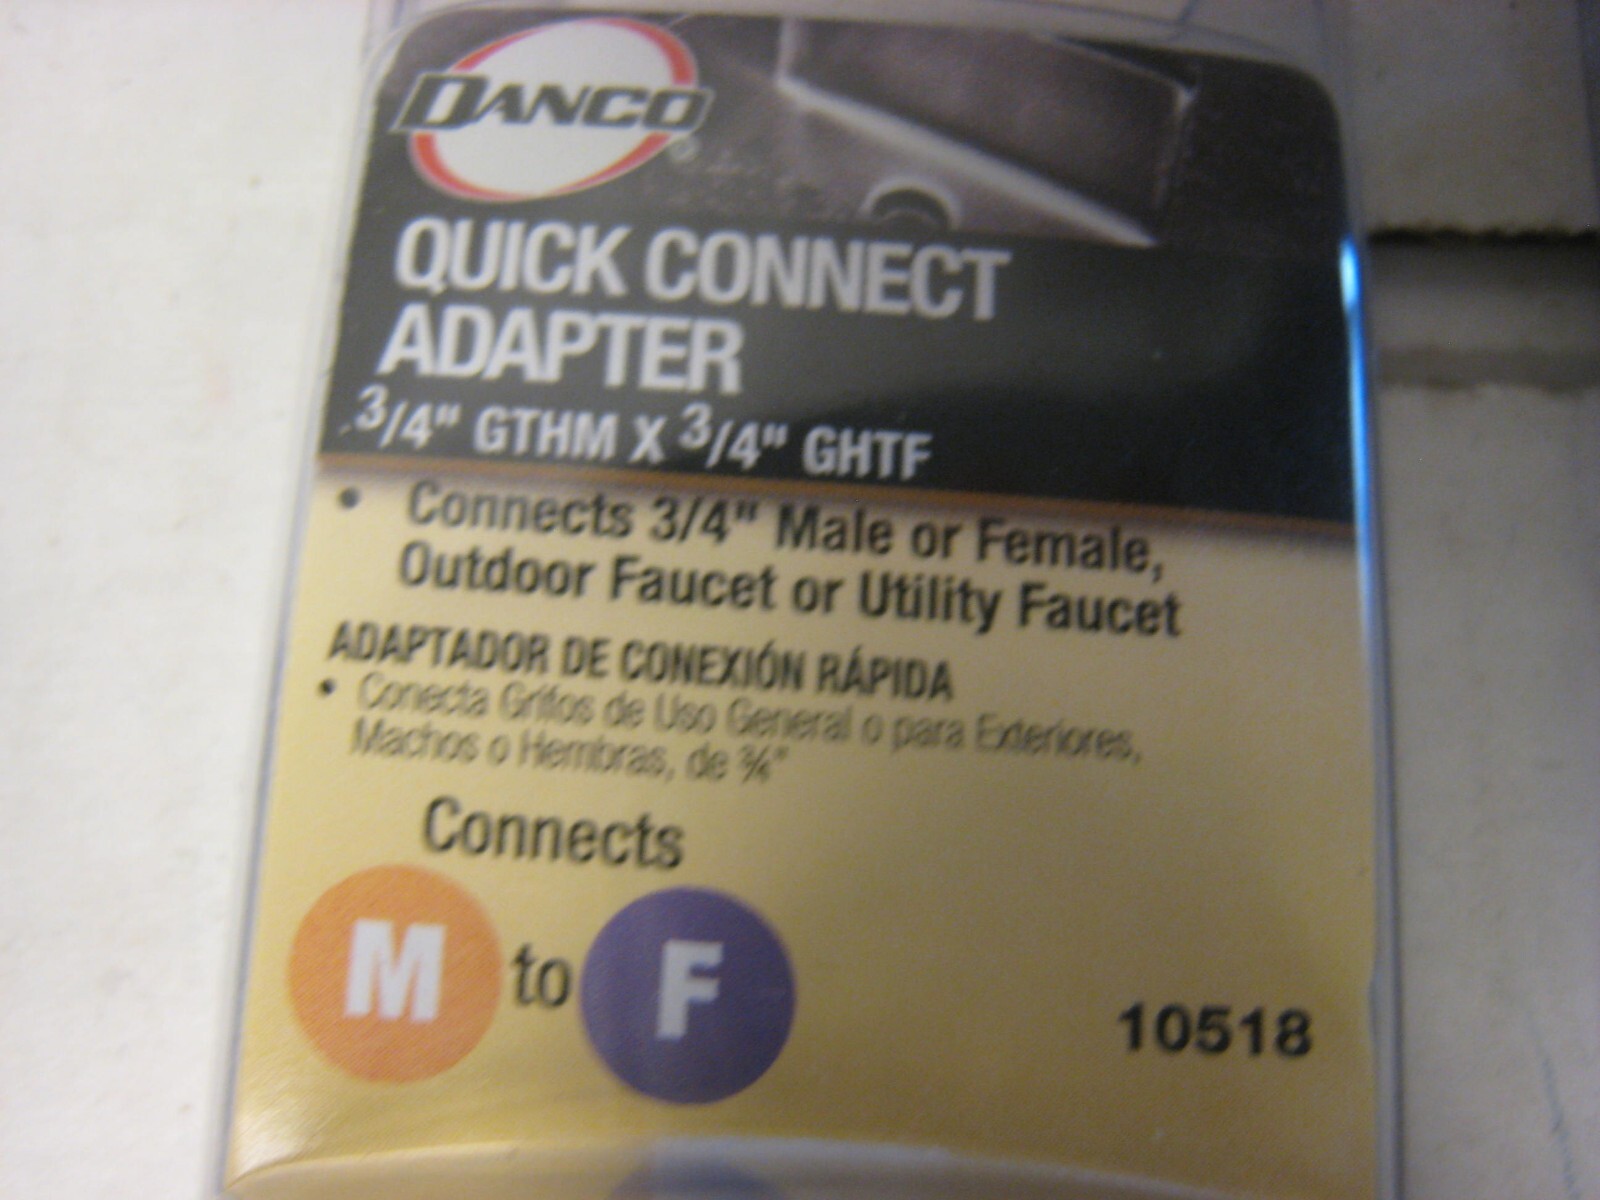 DANCO
QUICK CONNECT
ADAPTER
3/4" GTHM X 3/4" GHTF
• Connects 3/4" Male or Female,
Outdoor Faucet or Utility Faucet
ADAPTADOR DE CONEXIÓN RÁPIDA
• Conecta Grifos de Uso General o para Exteriores,
Machos o Hembras, de ¾"
Connects
M to F
10518